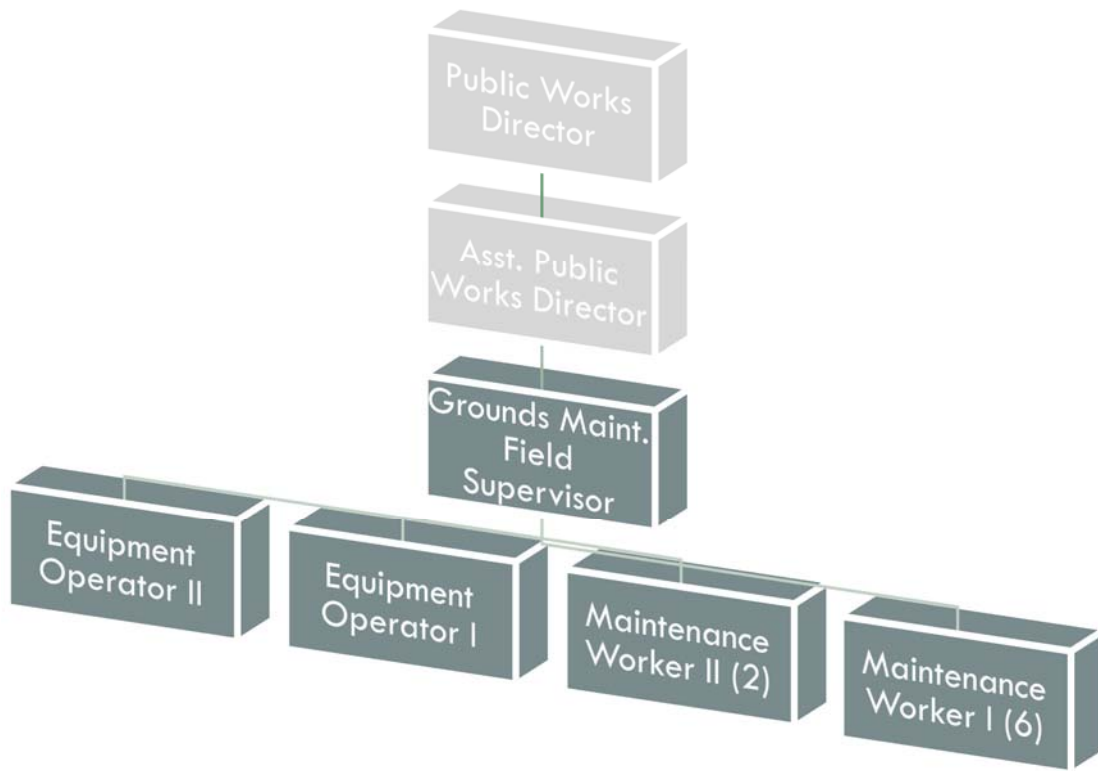 Public Works
Director
Asst. Public
Works Director
Grounds Maint.
Field
Supervisor
Equipment
Operator II
Equipment
Operator I
Maintenance
Worker II (2)
Maintenance
Worker I (6)